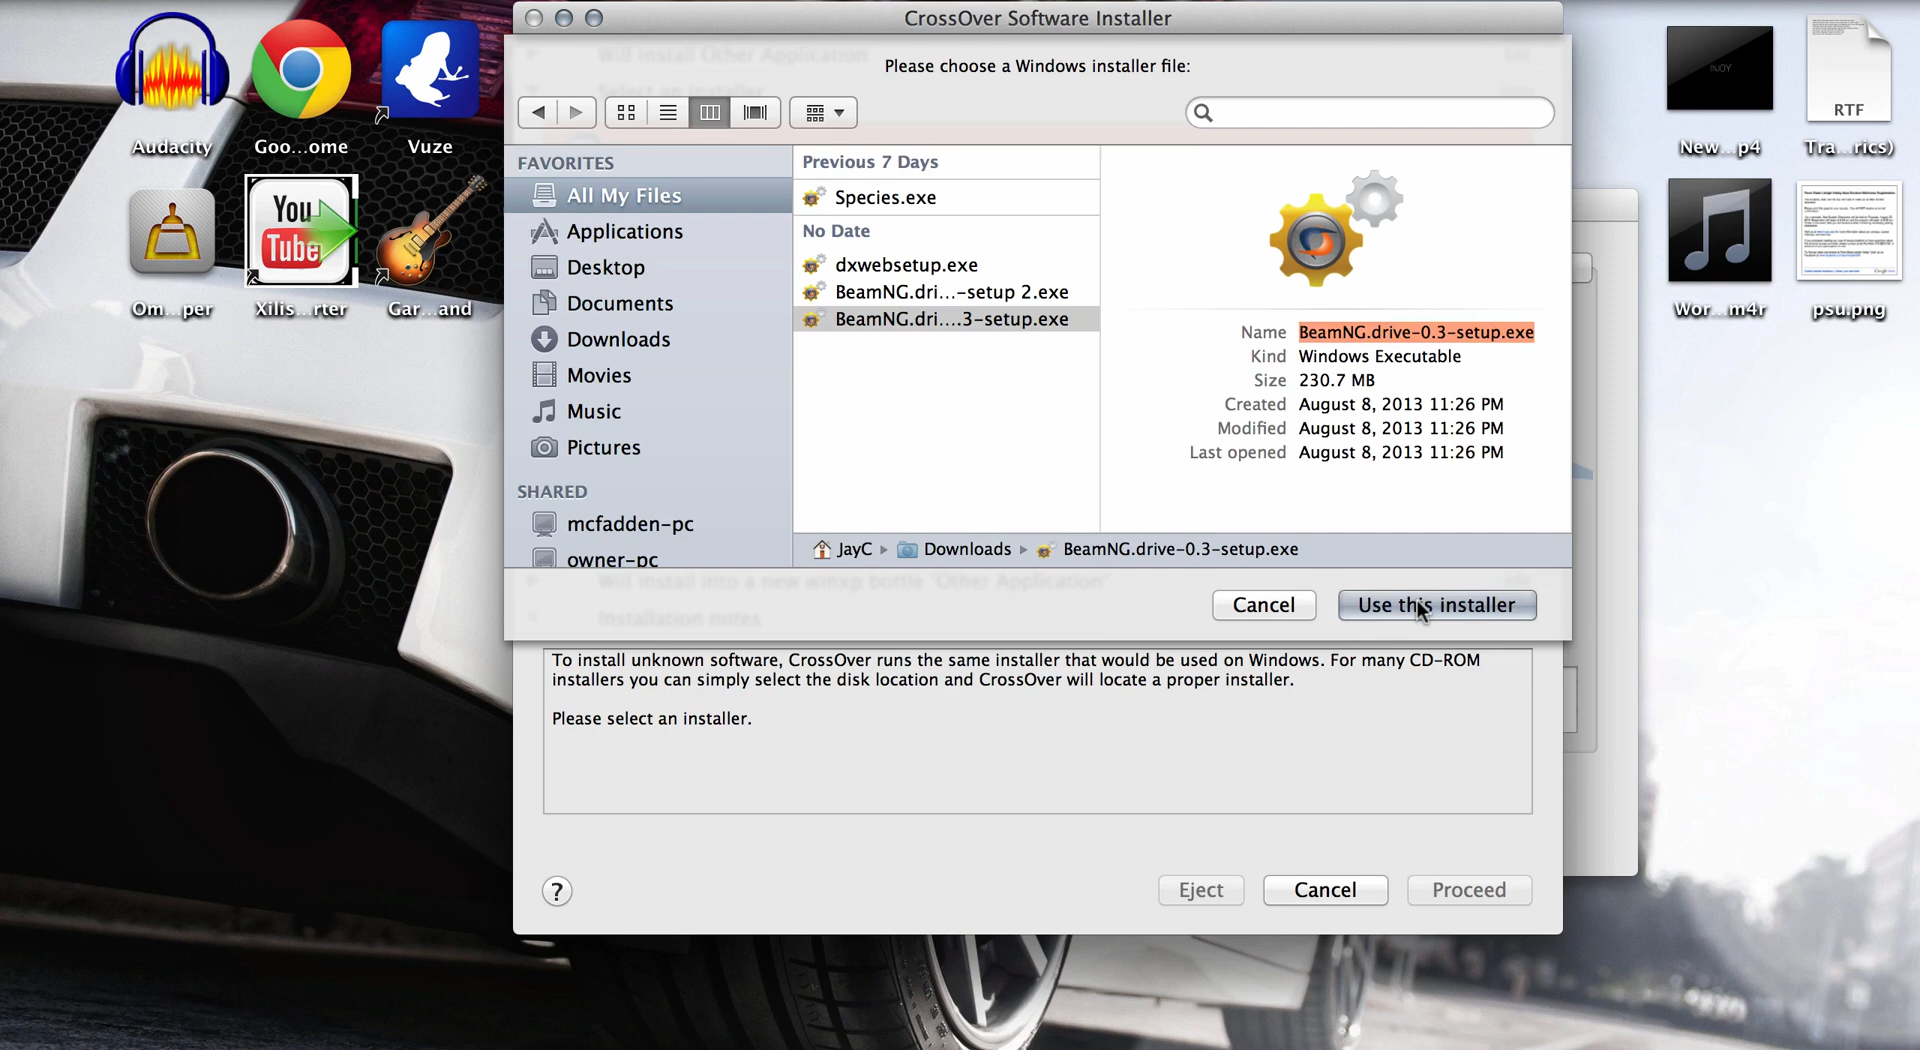 CrossOver Software Installer
Will install Other Application
Select an installer
Please choose a Windows installer file:
FAVORITES
All My Files
Applications
Desktop
Documents
Downloads
Movies
Music
Pictures
SHARED
mcfadden-pc
owner-pc
Previous 7 Days
Species.exe
No Date
dxwebsetup.exe
BeamNG.dri...-setup 2.exe
BeamNG.dri....3-setup.exe
Name BeamNG.drive-0.3-setup.exe
Kind Windows Executable
Size 230.7 MB
Created August 8, 2013 11:26 PM
Modified August 8, 2013 11:26 PM
Last opened August 8, 2013 11:26 PM
JayC ▸ Downloads ▸ BeamNG.drive-0.3-setup.exe
Will install into a new winxp bottle "Other Application"
Installation notes
Cancel
Use this installer
To install unknown software, CrossOver runs the same installer that would be used on Windows. For many CD-ROM
installers you can simply select the disk location and CrossOver will locate a proper installer.
Please select an installer.
?
Eject
Cancel
Proceed
Audacity
Goo...ome
Vuze
You
Tube
Om...per
Xilis...rter
Gar...and
ENJOY
RTF
New...p4
Tra...rics)
Wor...m4r
psu.png